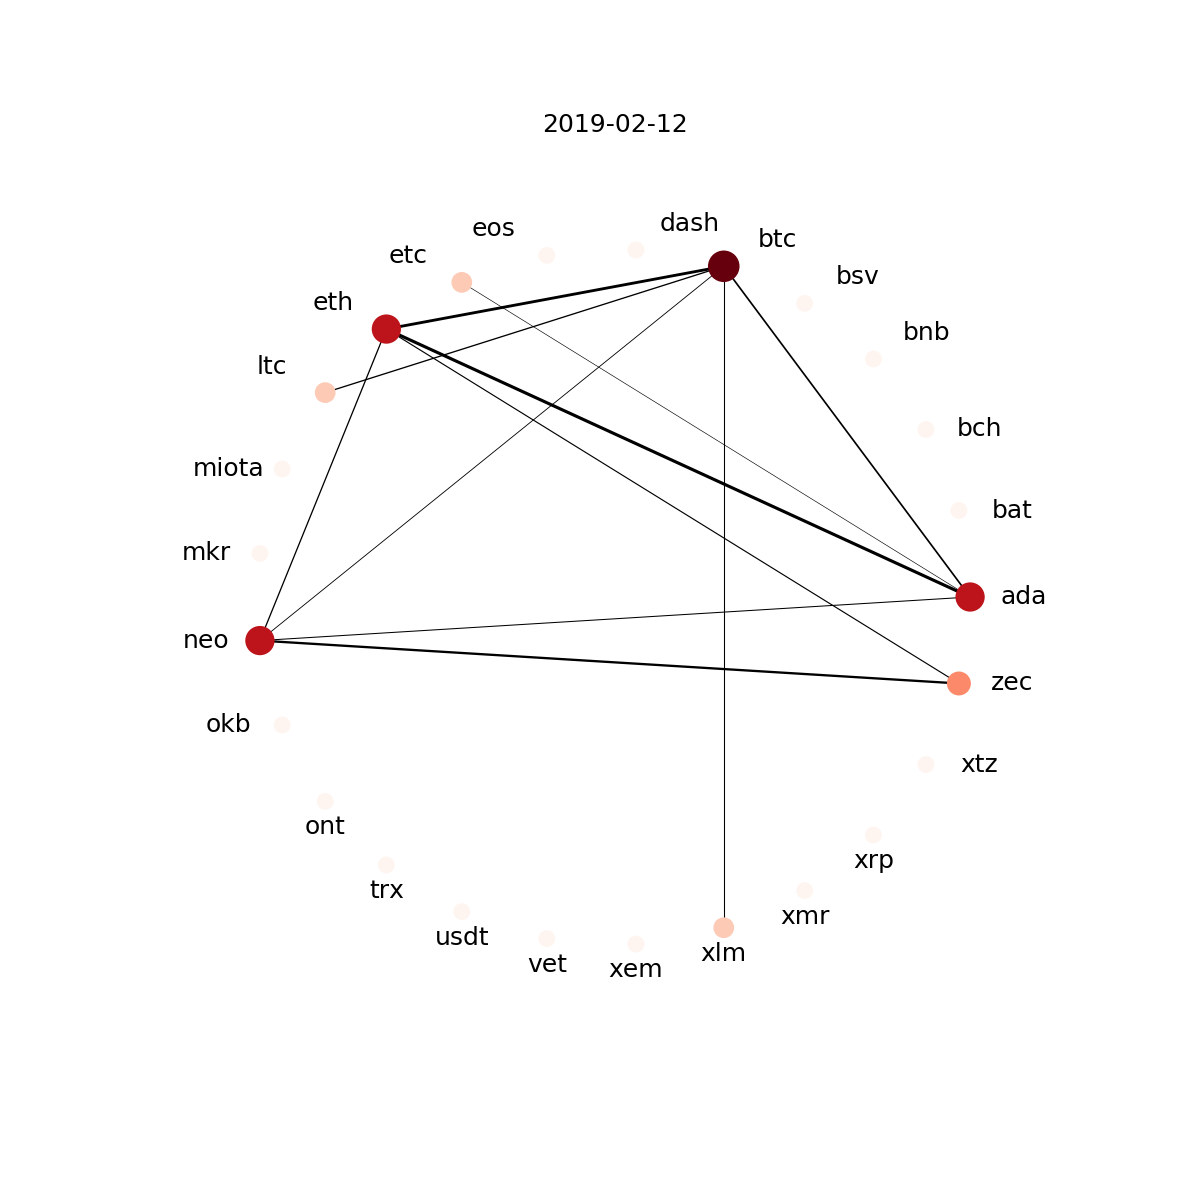 2019-02-12
dash
eos
btc
etc
bsv
eth
bnb
ltc
bch
miota
bat
mkr
ada
neo
zec
okb
xtz
ont
xrp
trx
xmr
usdt
xlm
vet
xem